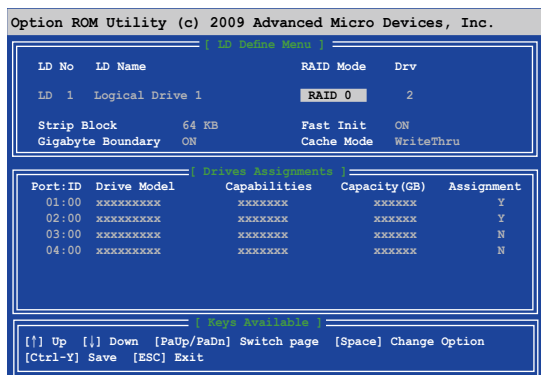 Option ROM Utility (c) 2009 Advanced Micro Devices, Inc.
[ LD Define Menu ]
LD No LD Name RAID Mode Drv
LD 1 Logical Drive 1 RAID 0 2
Strip Block 64 KB Fast Init ON
Gigabyte Boundary ON Cache Mode WriteThru
[ Drives Assignments ]
Port:ID Drive Model Capabilities Capacity(GB) Assignment
01:00 xxxxxxxxx xxxxxxx xxxxxx Y
02:00 xxxxxxxxx xxxxxxx xxxxxx Y
03:00 xxxxxxxxx xxxxxxx xxxxxx N
04:00 xxxxxxxxx xxxxxxx xxxxxx N
[ Keys Available ]
[↑] Up [↓] Down [PaUp/PaDn] Switch page [Space] Change Option
[Ctrl-Y] Save [ESC] Exit